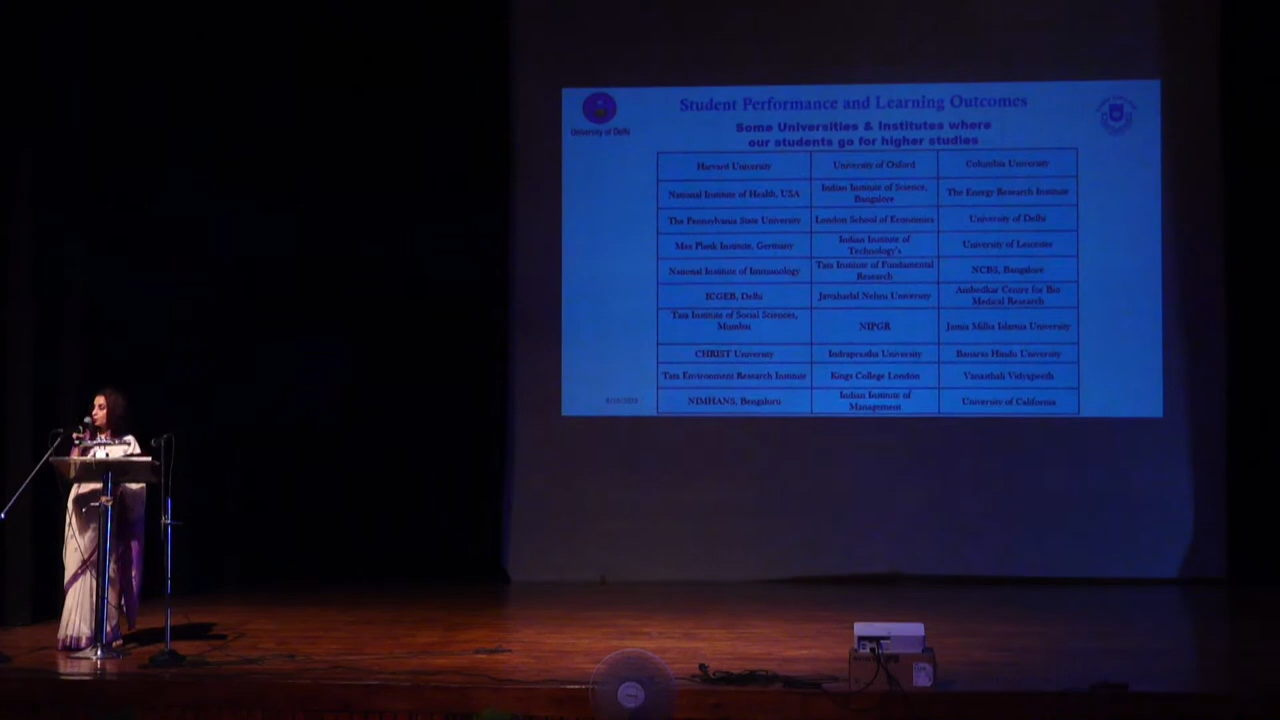 Student Performance and Learning Outcomes
University of Delhi
Some Universities & Institutes where
our students go for higher studies
Harvard University
University of Oxford
Columbia University
National Institute of Health, USA
Indian Institute of Science,
Bangalore
The Energy Research Institute
The Pennsylvania State University
London School of Economics
University of Delhi
Max Plank Institute, Germany
Indian Institute of
Technology's
University of Leicester
National Institute of Immunology
Tata Institute of Fundamental
Research
NCBS, Bangalore
ICGEB, Delhi
Jawaharlal Nehru University
Ambedkar Centre for Bio
Medical Research
Tata Institute of Social Sciences,
Mumbai
NIPGR
Jamia Millia Islamia University
CHRIST University
Indraprastha University
Banaras Hindu University
Tata Environment Research Institute
Kings College London
Vanasthali Vidyapeeth
NIMHANS, Bengaluru
Indian Institute of
Management
University of California